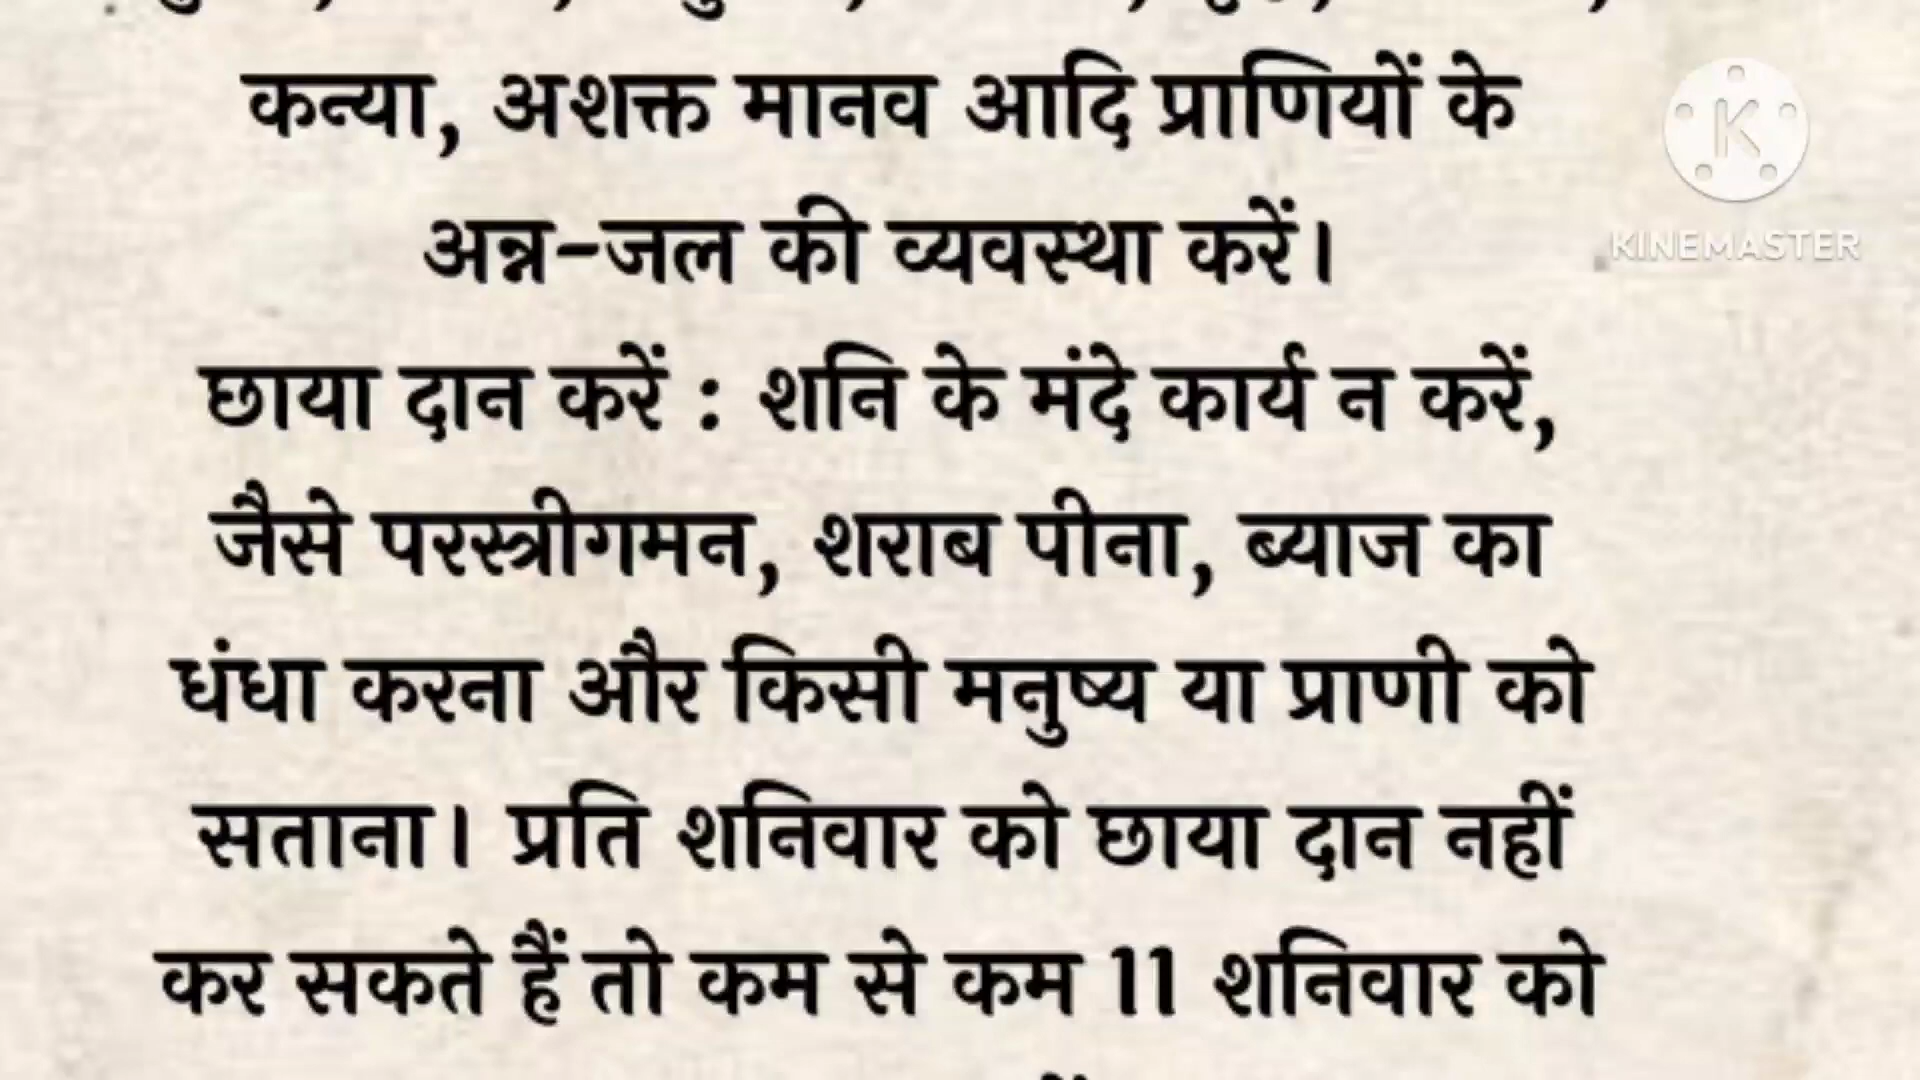 कन्या, अशक्त मानव आदि प्राणियों के
अन्न-जल की व्यवस्था करें।
छाया दान करें : शनि के मंदे कार्य न करें,
जैसे परस्त्रीगमन, शराब पीना, ब्याज का
धंधा करना और किसी मनुष्य या प्राणी को
सताना। प्रति शनिवार को छाया दान नहीं
कर सकते हैं तो कम से कम 11 शनिवार को
K
KINEMASTER